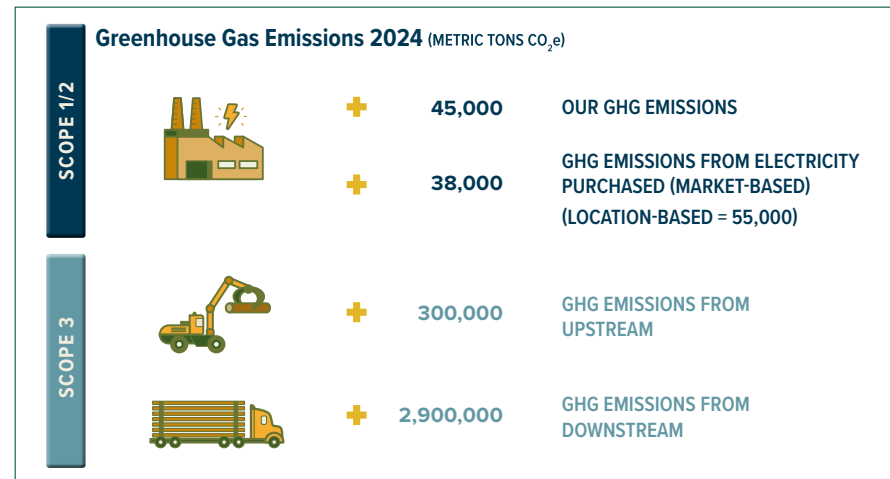 Greenhouse Gas Emissions 2024 (METRIC TONS CO₂e)
SCOPE 1/2
+ 45,000 OUR GHG EMISSIONS
+ 38,000 GHG EMISSIONS FROM ELECTRICITY
PURCHASED (MARKET-BASED)
(LOCATION-BASED = 55,000)
SCOPE 3
+ 300,000 GHG EMISSIONS FROM
UPSTREAM
+ 2,900,000 GHG EMISSIONS FROM
DOWNSTREAM